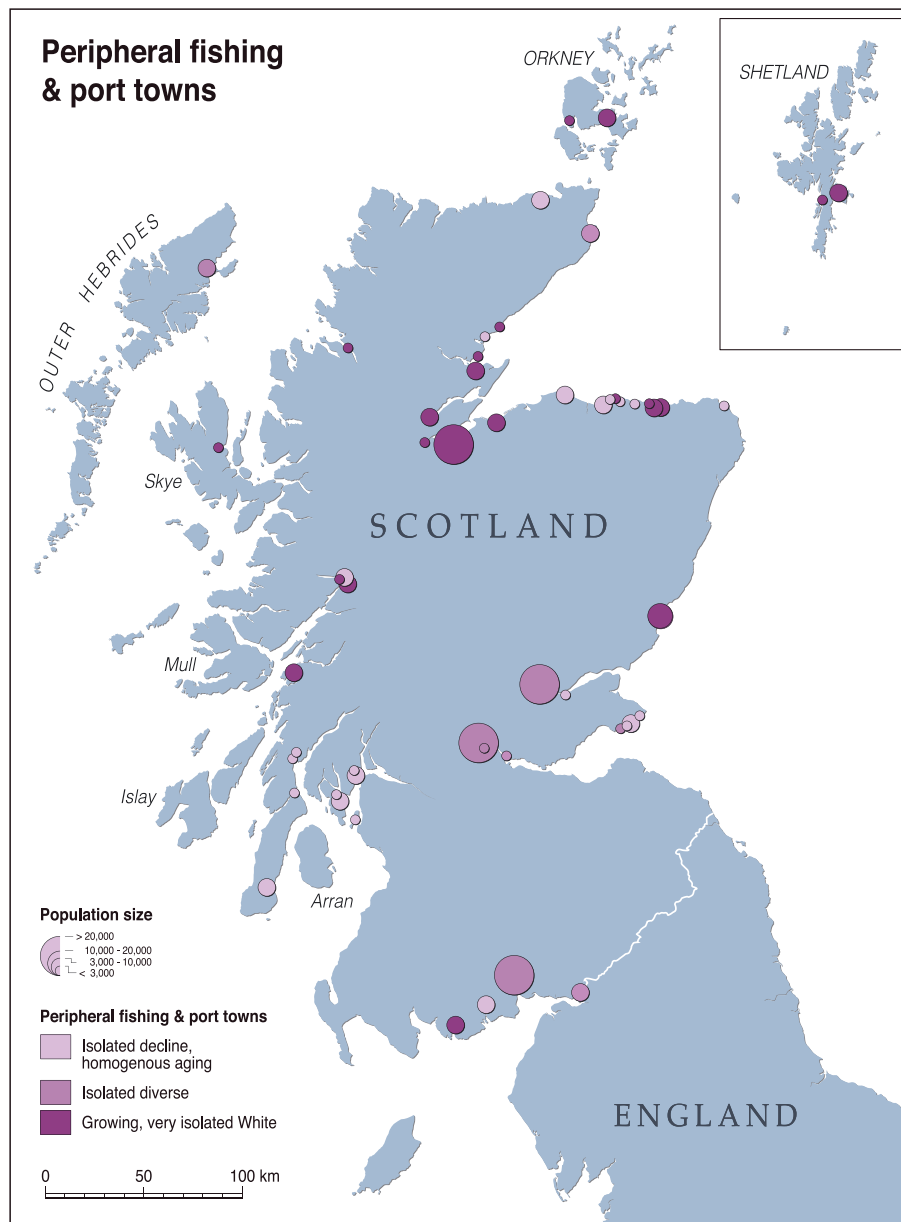 Peripheral fishing
& port towns
ORKNEY
SHETLAND
OUTER HEBRIDES
Skye
SCOTLAND
Mull
Islay
Arran
Population size
> 20,000
10,000 - 20,000
3,000 - 10,000
< 3,000
Peripheral fishing & port towns
Isolated decline,
homogenous aging
Isolated diverse
Growing, very isolated White
ENGLAND
0 50 100 km